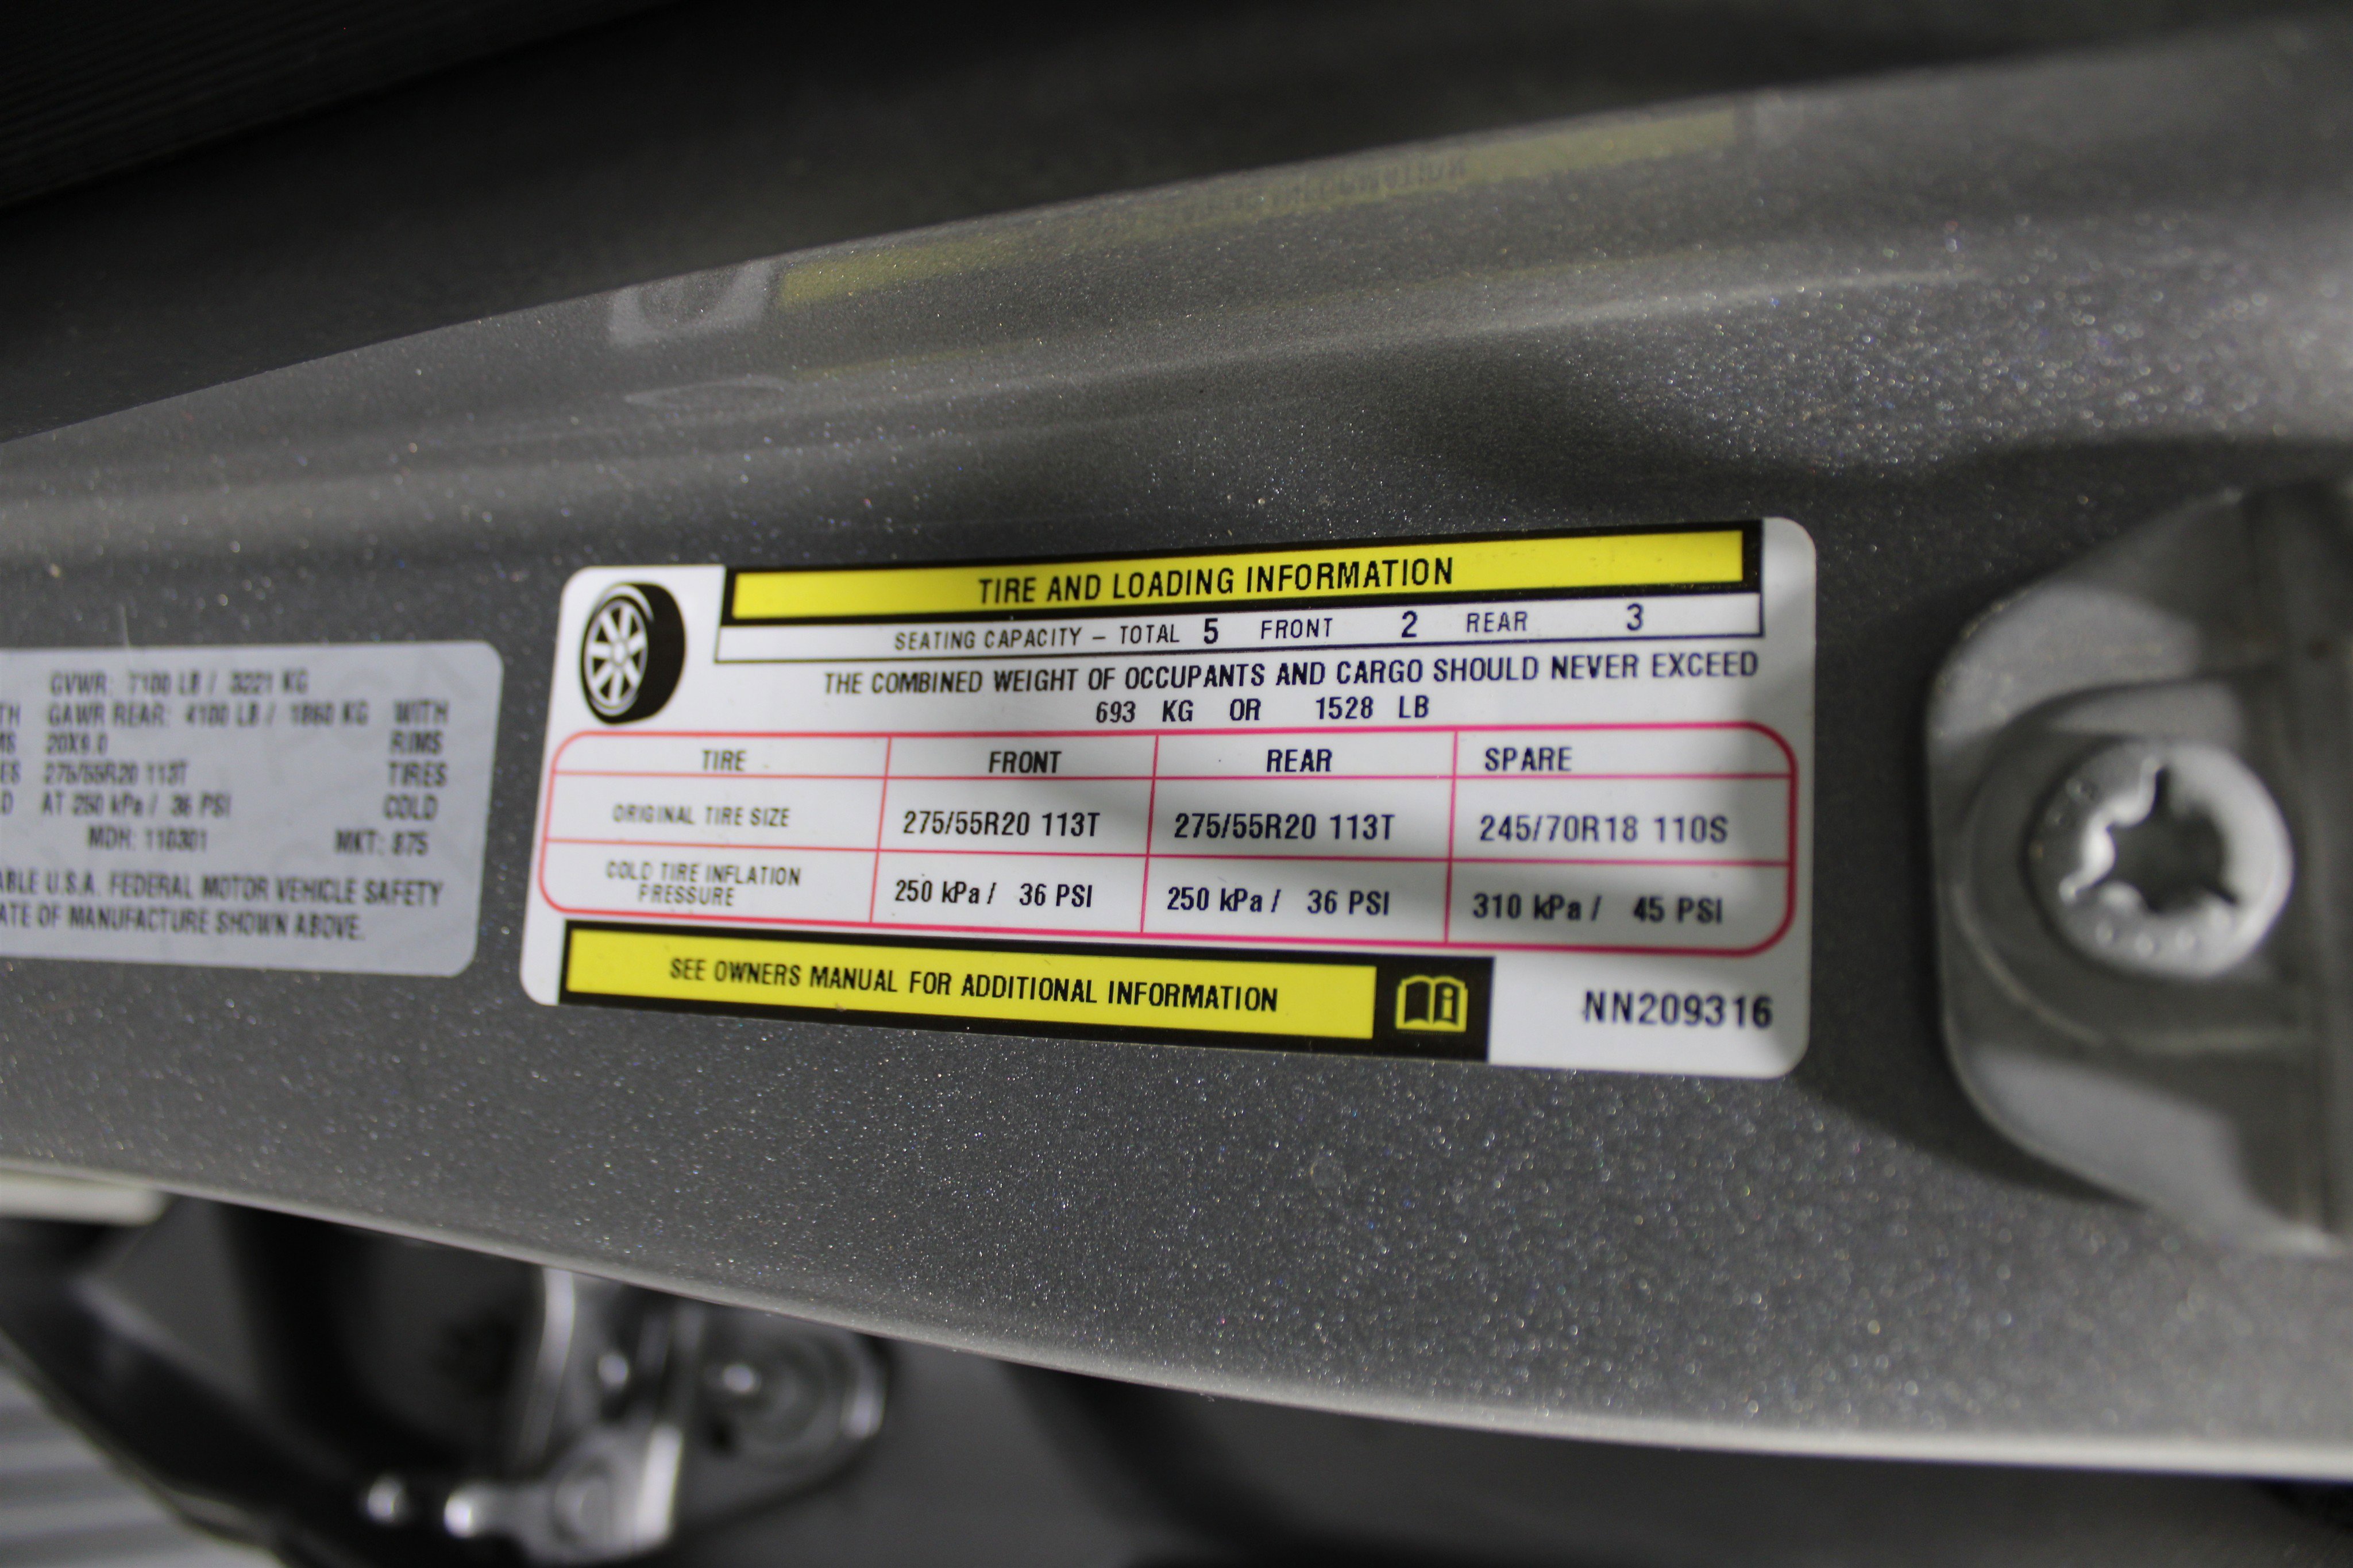 GVWR: 7100 LB / 3221 KG
TH GAWR REAR: 4100 LB / 1860 KG WITH
MS 20X9.0 RIMS
ES 275/55R20 113T TIRES
D AT 250 kPa / 36 PSI COLD
MDH: MKT: 875
ABLE U.S.A. FEDERAL MOTOR VEHICLE SAFETY
ATE OF MANUFACTURE SHOWN ABOVE.
TIRE AND LOADING INFORMATION
SEATING CAPACITY – TOTAL 5 FRONT 2 REAR 3
THE COMBINED WEIGHT OF OCCUPANTS AND CARGO SHOULD NEVER EXCEED
693 KG OR 1528 LB
TIRE FRONT REAR SPARE
ORIGINAL TIRE SIZE 275/55R20 113T 275/55R20 113T 245/70R18 110S
COLD TIRE INFLATION
PRESSURE 250 kPa / 36 PSI 250 kPa / 36 PSI 310 kPa / 45 PSI
SEE OWNERS MANUAL FOR ADDITIONAL INFORMATION
NN209316